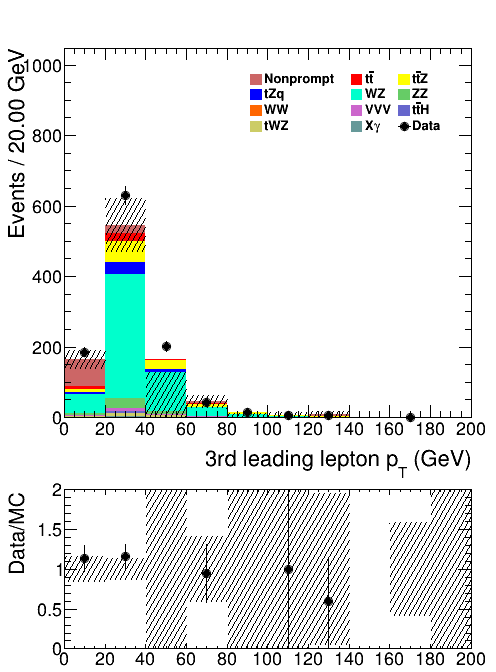 Events / 20.00 GeV
1000
800
600
400
200
0
Nonprompt tt̄ tt̄Z
tZq WZ ZZ
WW VVV tt̄H
tWZ Xγ Data
0 20 40 60 80 100 120 140 160 180 200
3rd leading lepton pT (GeV)
Data/MC
2
1.5
1
0.5
0
0 20 40 60 80 100 120 140 160 180 200